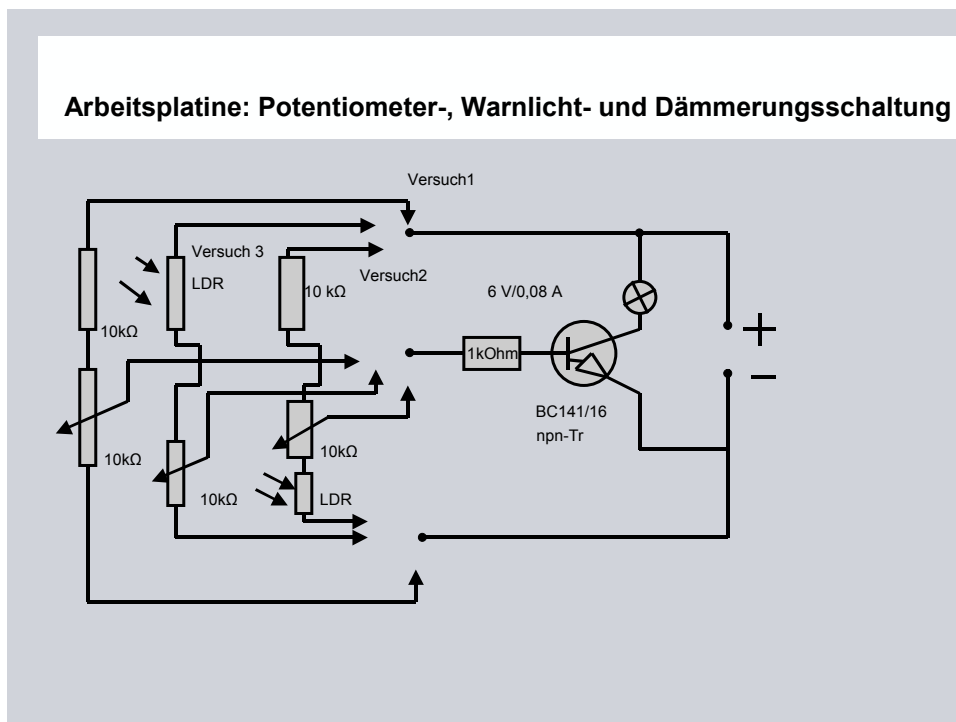 Arbeitsplatine: Potentiometer-, Warnlicht- und Dämmerungsschaltung
Versuch1
Versuch 3
LDR
Versuch2
10 kΩ
6 V/0,08 A
10kΩ
1kOhm
+
−
BC141/16
npn-Tr
10kΩ
10kΩ
10kΩ
LDR